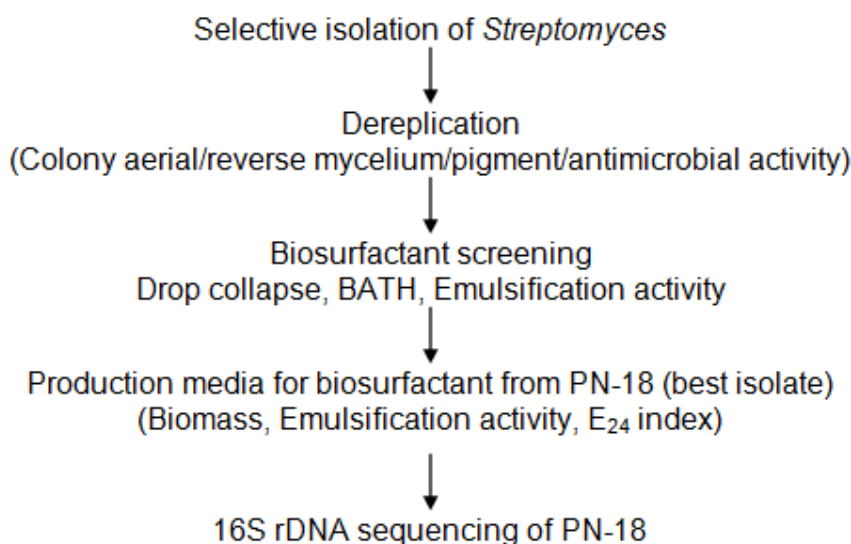 Selective isolation of Streptomyces
Dereplication
(Colony aerial/reverse mycelium/pigment/antimicrobial activity)
Biosurfactant screening
Drop collapse, BATH, Emulsification activity
Production media for biosurfactant from PN-18 (best isolate)
(Biomass, Emulsification activity, E24 index)
16S rDNA sequencing of PN-18